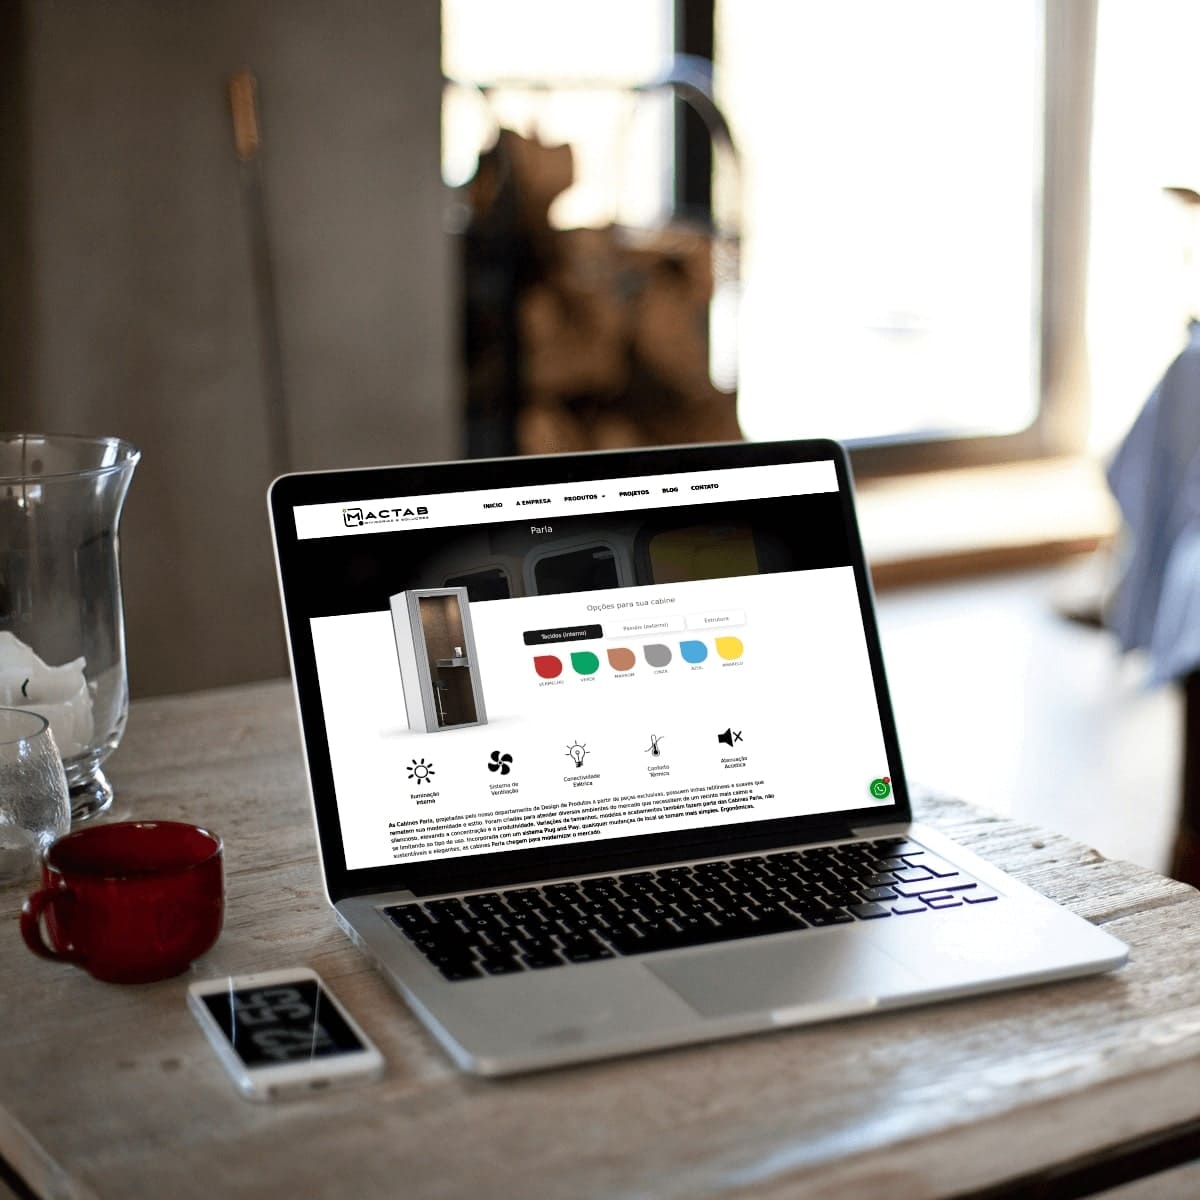 MACTAB
DIVISÓRIAS E SOLUÇÕES
INICIO A EMPRESA PRODUTOS PROJETOS BLOG CONTATO
Parla
Opções para sua cabine
Tecidos (interno) Painéis (externo) Estrutura
VERMELHO VERDE MARROM CINZA AZUL AMARELO
Iluminação
Interna
Sistema de
Ventilação
Conectividade
Elétrica
Conforto
Térmico
Atenuação
Acústica
As Cabines Parla, projetadas pelo nosso departamento de Design de Produtos a partir de peças exclusivas, possuem linhas retilíneas e suaves que
remetem sua modernidade e estilo. Foram criadas para atender diversos ambientes do mercado que necessitem de um recinto mais calmo e
silencioso, elevando a concentração e a produtividade. Variações de tamanhos, modelos e acabamentos também fazem parte das Cabines Parla, não
se limitando ao tipo de uso. Incorporada com um sistema Plug and Play, quaisquer mudanças de local se tornam mais simples. Ergonômicas,
sustentáveis e elegantes, as cabines Parla chegam para modernizar o mercado.